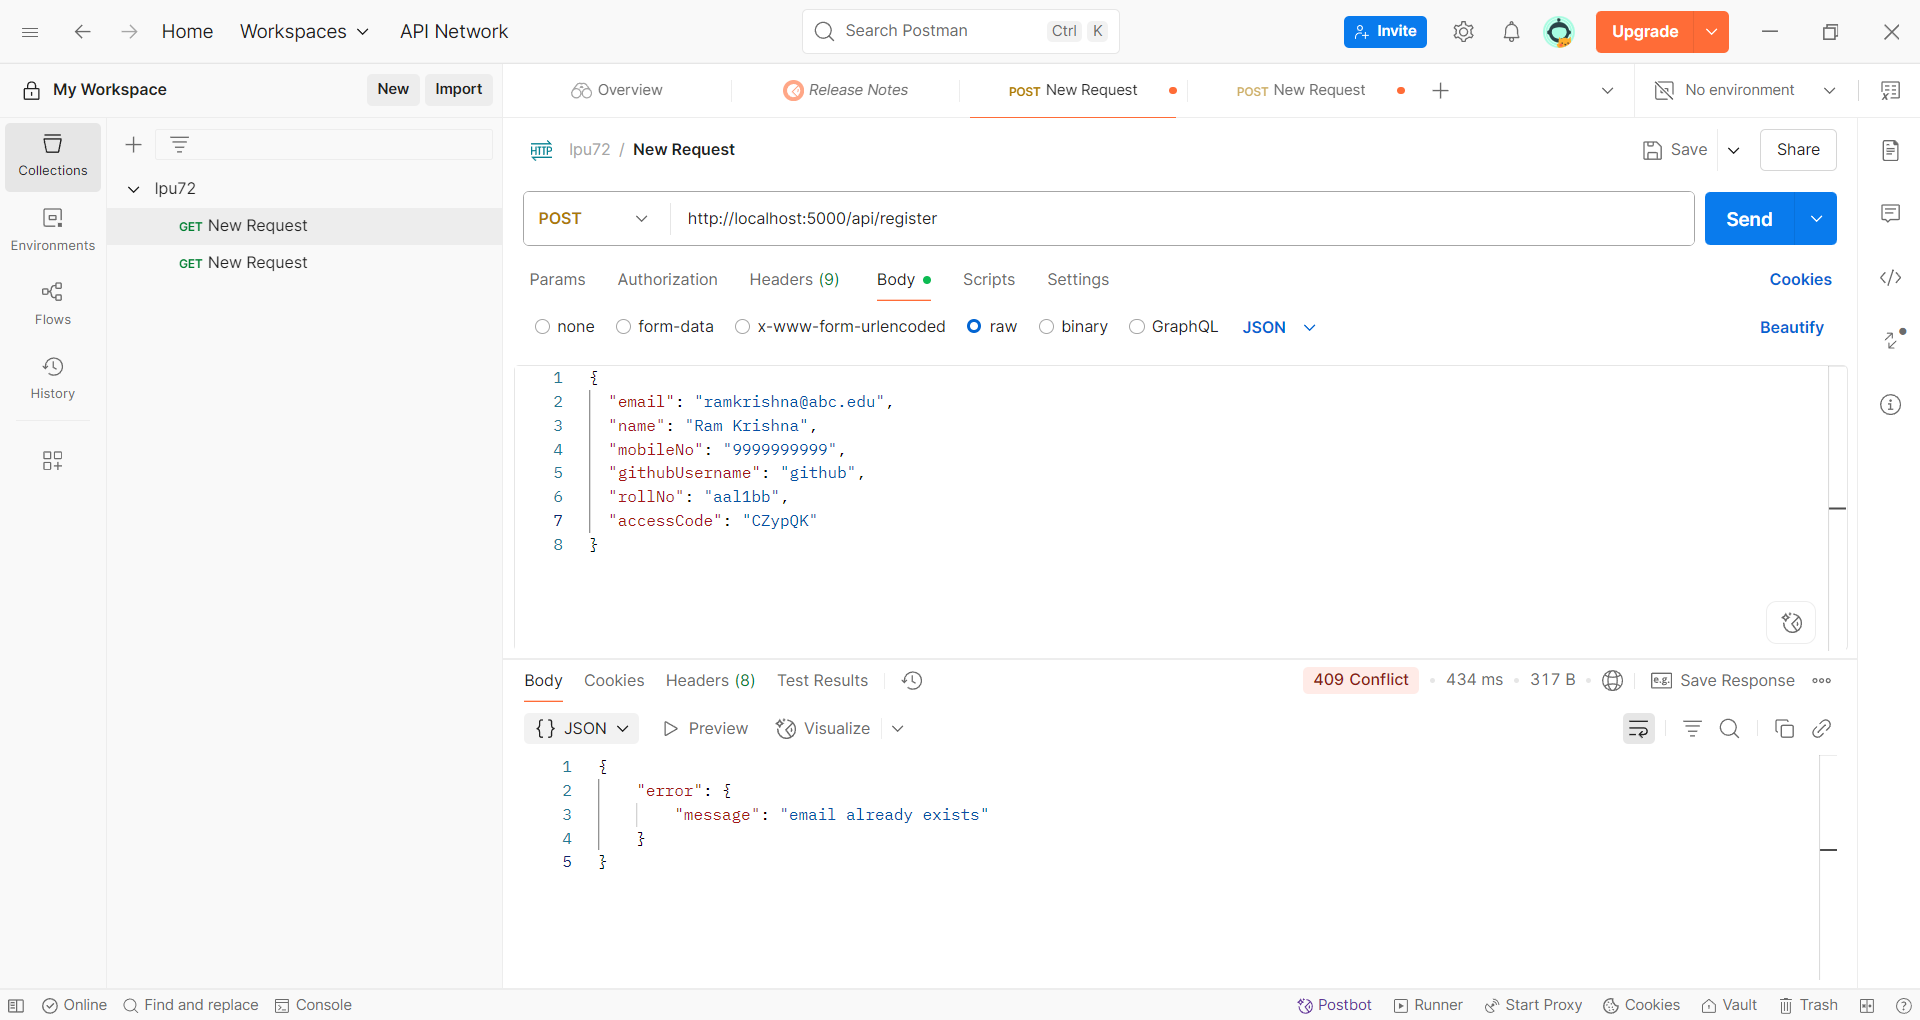 Home Workspaces API Network Search Postman Ctrl K Invite Upgrade
My Workspace New Import Overview Release Notes POST New Request POST New Request No environment
Collections
Environments
Flows
History
lpu72
GET New Request
GET New Request
HTTP lpu72 / New Request Save Share
POST http://localhost:5000/api/register Send
Params Authorization Headers (9) Body Scripts Settings Cookies
none form-data x-www-form-urlencoded raw binary GraphQL JSON Beautify
1 {
2 "email": "ramkrishna@abc.edu",
3 "name": "Ram Krishna",
4 "mobileNo": "9999999999",
5 "githubUsername": "github",
6 "rollNo": "aa11bb",
7 "accessCode": "CZypQK"
8 }
Body Cookies Headers (8) Test Results 409 Conflict 434 ms 317 B e.g. Save Response
{} JSON Preview Visualize
1 {
2 "error": {
3 "message": "email already exists"
4 }
5 }
Online Find and replace Console Postbot Runner Start Proxy Cookies Vault Trash